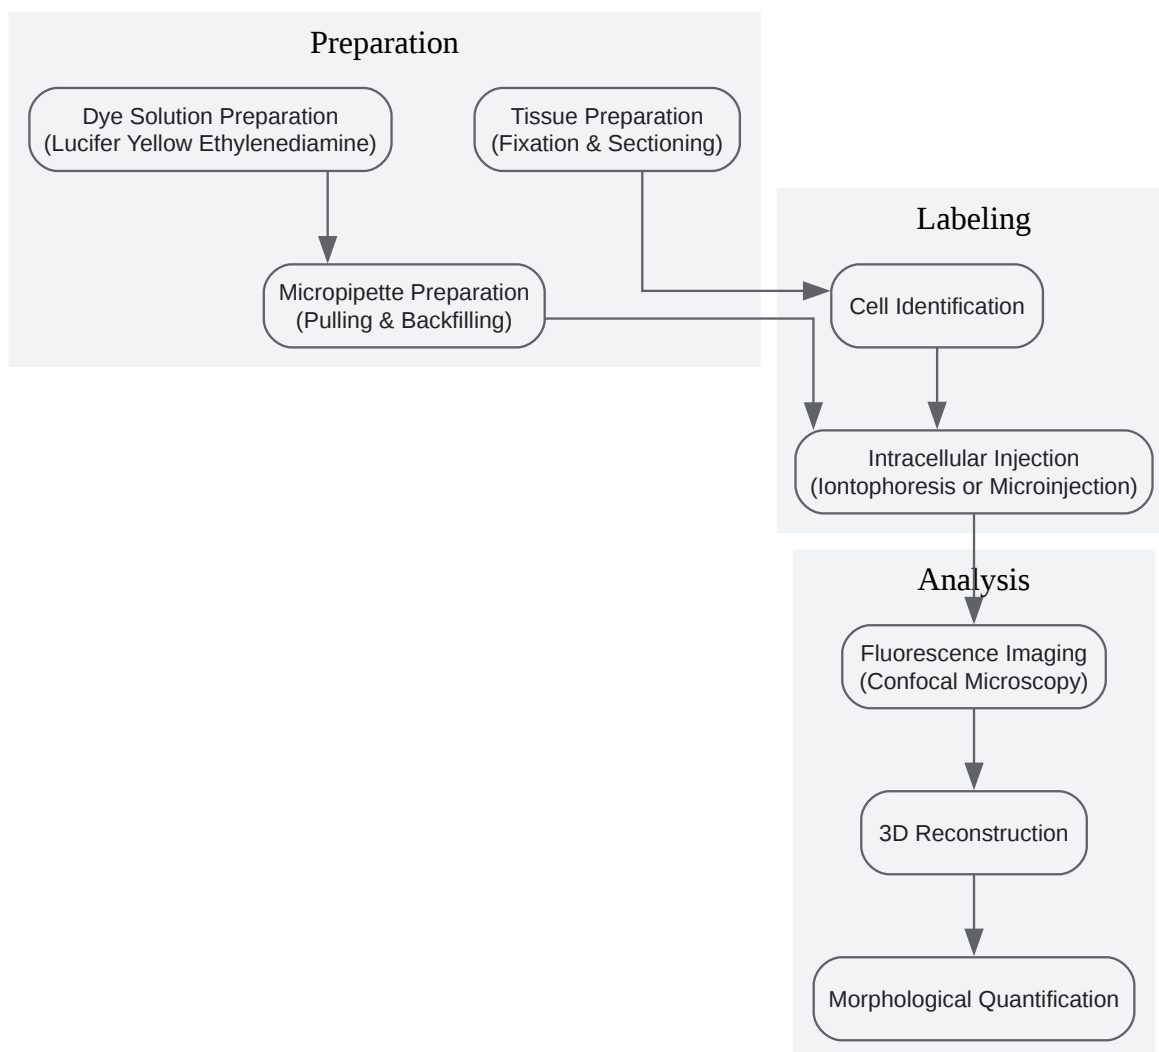 Preparation
Dye Solution Preparation
(Lucifer Yellow Ethylenediamine)
Tissue Preparation
(Fixation & Sectioning)
Micropipette Preparation
(Pulling & Backfilling)
Labeling
Cell Identification
Intracellular Injection
(Iontophoresis or Microinjection)
Analysis
Fluorescence Imaging
(Confocal Microscopy)
3D Reconstruction
Morphological Quantification